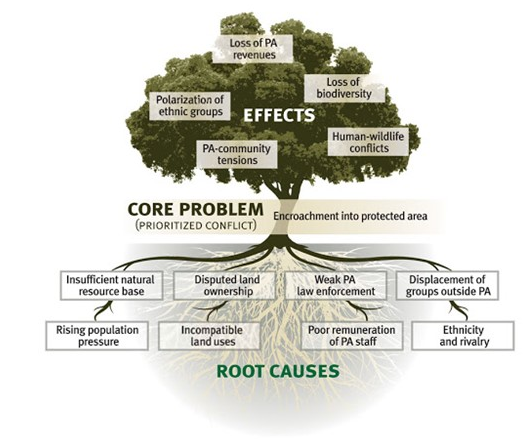 Loss of PA
revenues
Loss of
biodiversity
Polarization of
ethnic groups
EFFECTS
Human-wildlife
conflicts
PA-community
tensions
CORE PROBLEM
(PRIORITIZED CONFLICT)
Encroachment into protected area
Insufficient natural
resource base
Disputed land
ownership
Weak PA
law enforcement
Displacement of
groups outside PA
Rising population
pressure
Incompatible
land uses
Poor remuneration
of PA staff
Ethnicity
and rivalry
ROOT CAUSES